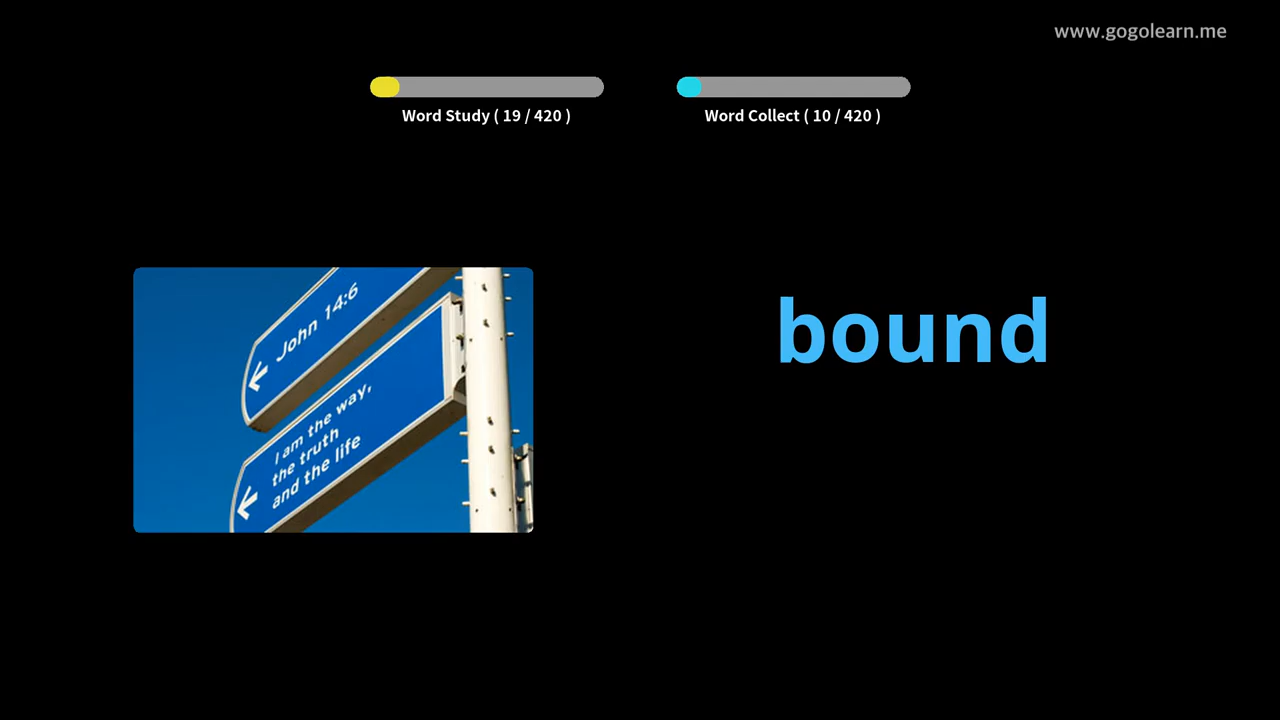 www.gogolearn.me
Word Study ( 19 / 420 )
Word Collect ( 10 / 420 )
John 14:6
I am the way,
the truth
and the life
bound